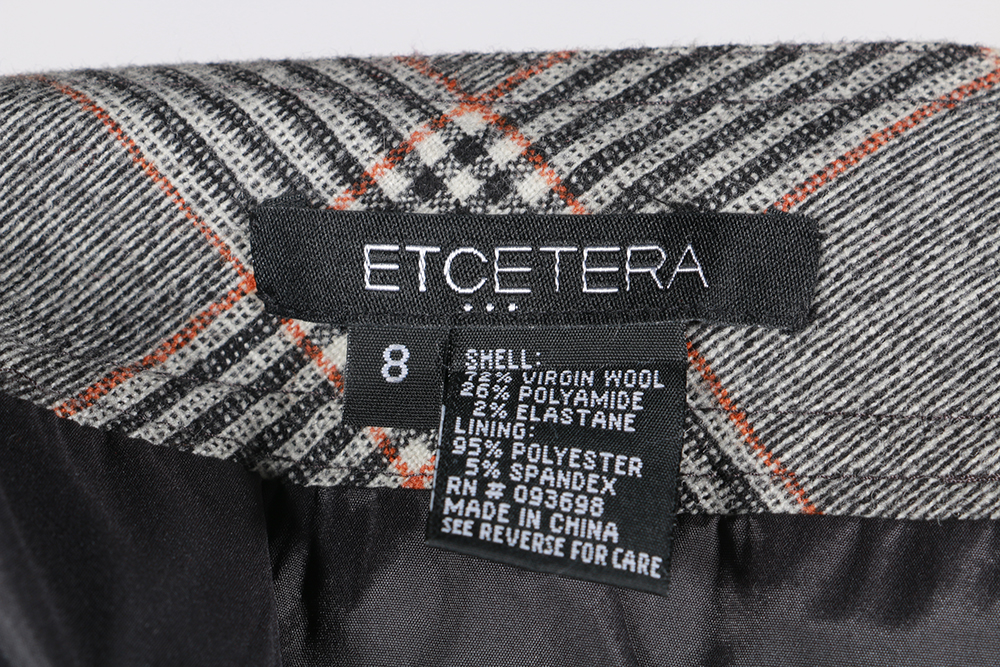 ETCETERA
...
8
SHELL:
72% VIRGIN WOOL
26% POLYAMIDE
2% ELASTANE
LINING:
95% POLYESTER
5% SPANDEX
RN # 093698
MADE IN CHINA
SEE REVERSE FOR CARE